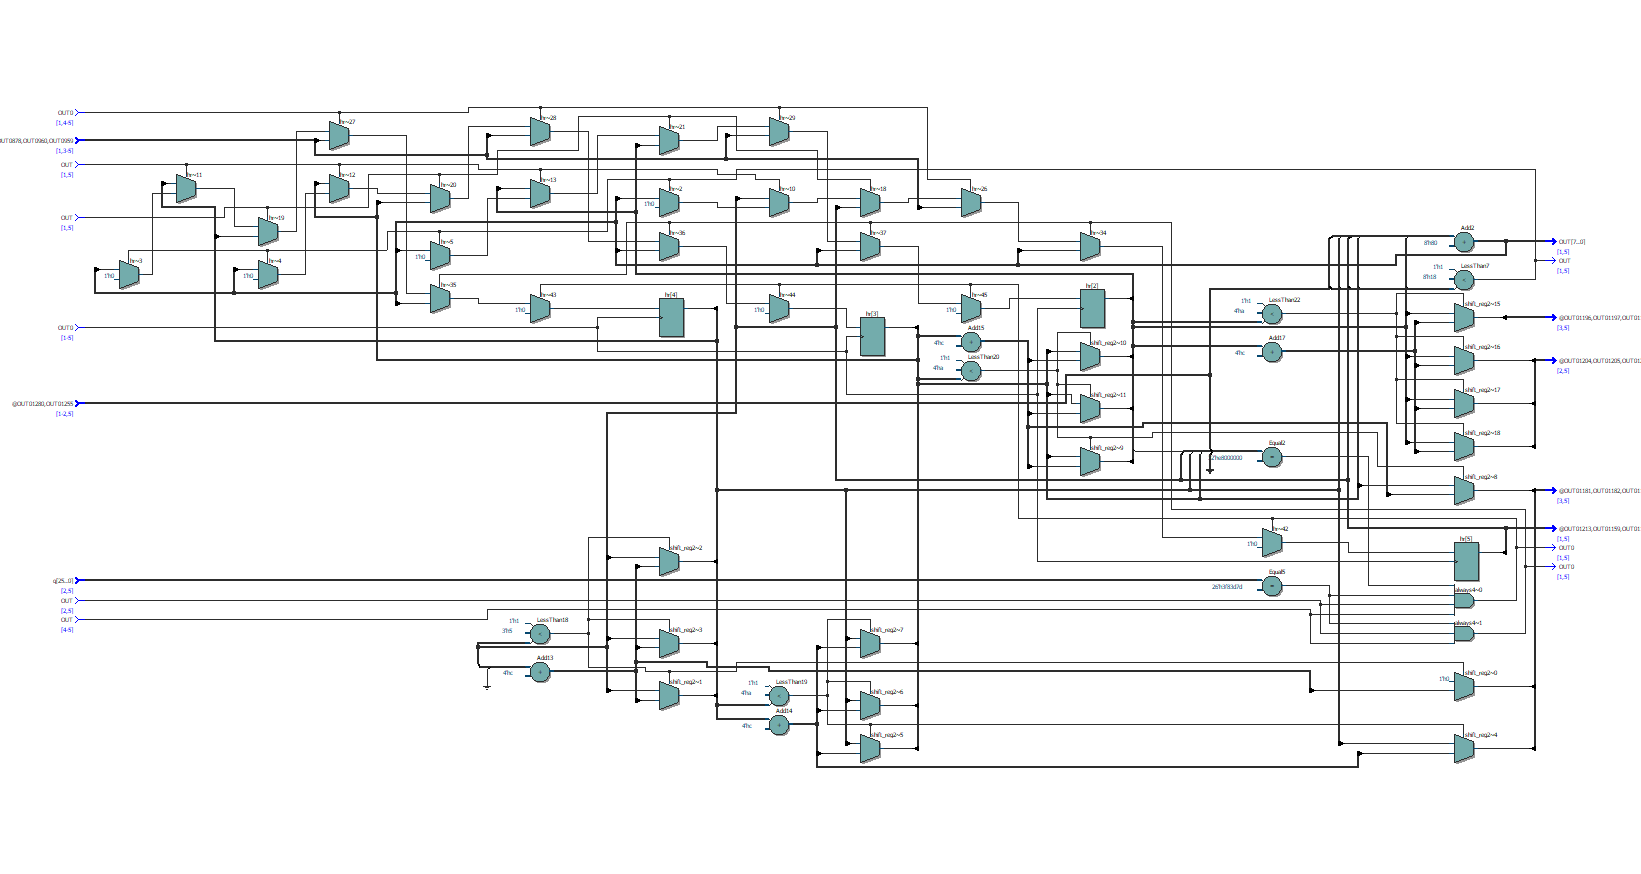 OUT0
[1,4-5]
OUT0878,OUT0960,OUT0959
[1,3-5]
OUT
[1,5]
OUT
[1,5]
OUT0
[1-5]
@OUT01280,OUT01255
[1-2,5]
q[25...0]
[2,5]
OUT
[2,5]
OUT
[4-5]
hr~27
hr~28
hr~21
hr~29
hr~11
hr~12
hr~20
hr~13
hr~2
1'h0
hr~10
hr~18
hr~26
hr~19
hr~3
1'h0
hr~4
1'h0
hr~5
1'h0
hr~36
hr~37
hr~34
hr~35
hr~43
1'h0
hr[4]
hr~44
1'h0
hr[3]
hr~45
1'h0
hr[2]
Add15
4'hc
LessThan20
1'h1
4'ha
shift_reg2~10
shift_reg2~11
shift_reg2~9
Add2
8'h80
LessThan7
1'h1
8'h18
LessThan22
1'h1
4'ha
Add17
4'hc
shift_reg2~15
shift_reg2~16
shift_reg2~17
shift_reg2~18
Equal2
shift_reg2~8
hr~42
1'h0
hr[5]
Equal5
26'h3f83d7d
always4~0
always4~1
shift_reg2~2
LessThan18
1'h1
3'h5
Add13
4'hc
shift_reg2~3
shift_reg2~1
LessThan19
1'h1
4'ha
Add14
4'hc
shift_reg2~7
shift_reg2~6
shift_reg2~5
shift_reg2~0
1'h0
shift_reg2~4
OUT[7...0]
[1,5]
OUT
[1,5]
@OUT01196,OUT01197,OUT01
[3,5]
@OUT01204,OUT01205,OUT01
[2,5]
@OUT01181,OUT01182,OUT01
[3,5]
@OUT01213,OUT01159,OUT01
[1,5]
OUT0
[1,5]
OUT0
[1,5]